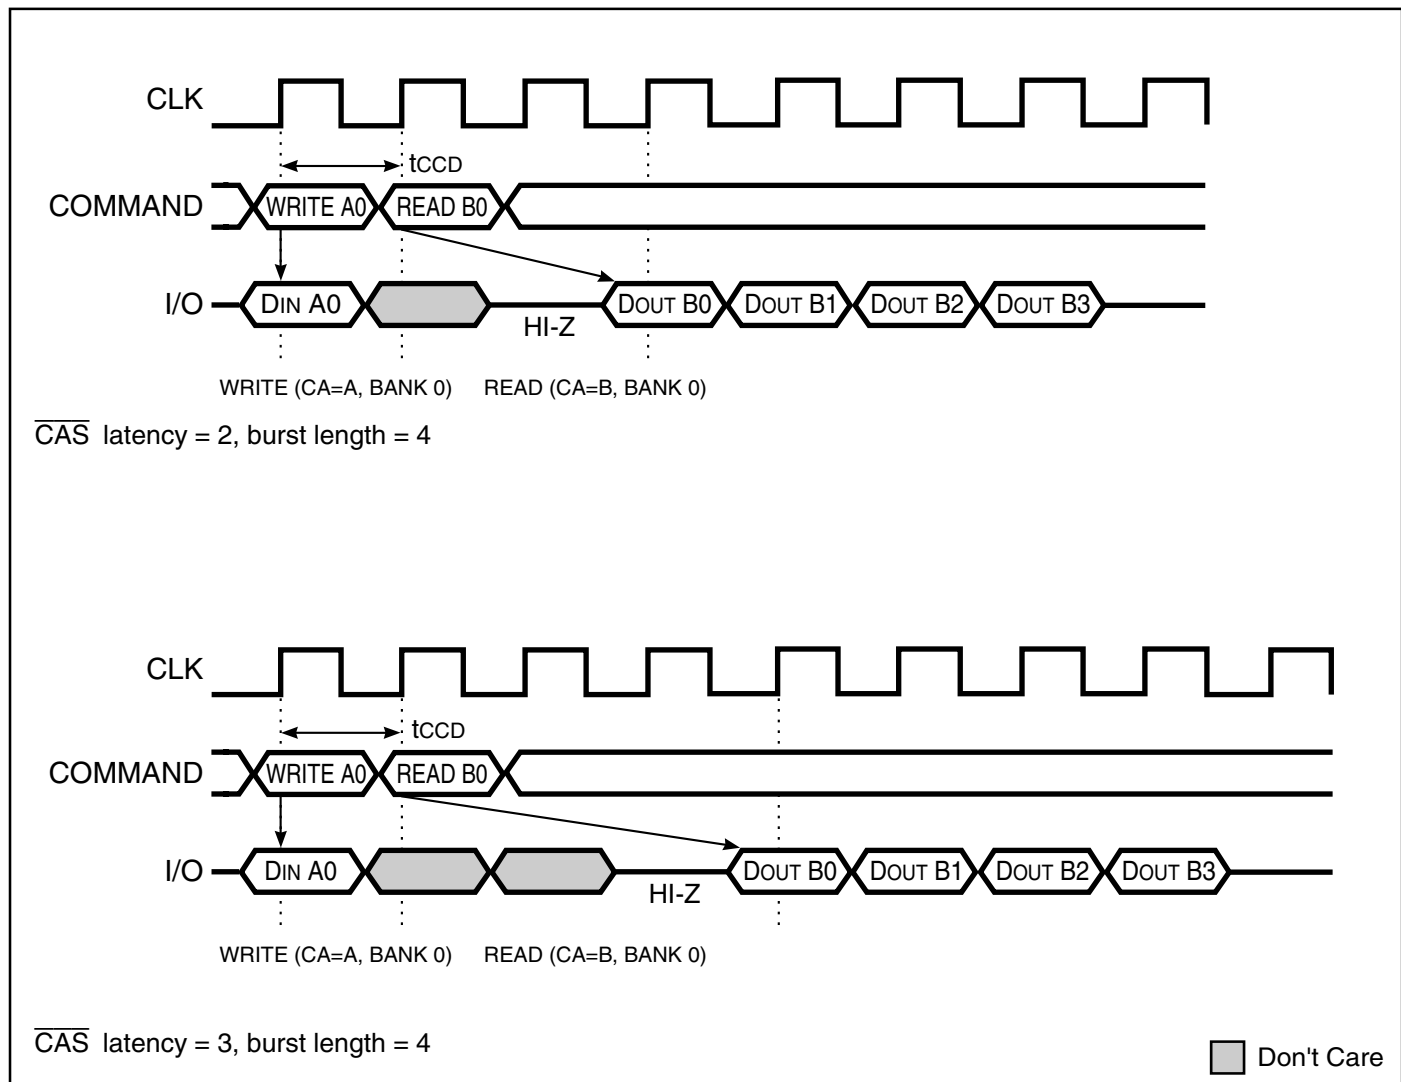 CLK
tCCD
COMMAND WRITE A0 READ B0
I/O DIN A0 HI-Z DOUT B0 DOUT B1 DOUT B2 DOUT B3
WRITE (CA=A, BANK 0) READ (CA=B, BANK 0)
CAS latency = 2, burst length = 4
CLK
tCCD
COMMAND WRITE A0 READ B0
I/O DIN A0 HI-Z DOUT B0 DOUT B1 DOUT B2 DOUT B3
WRITE (CA=A, BANK 0) READ (CA=B, BANK 0)
CAS latency = 3, burst length = 4
Don't Care